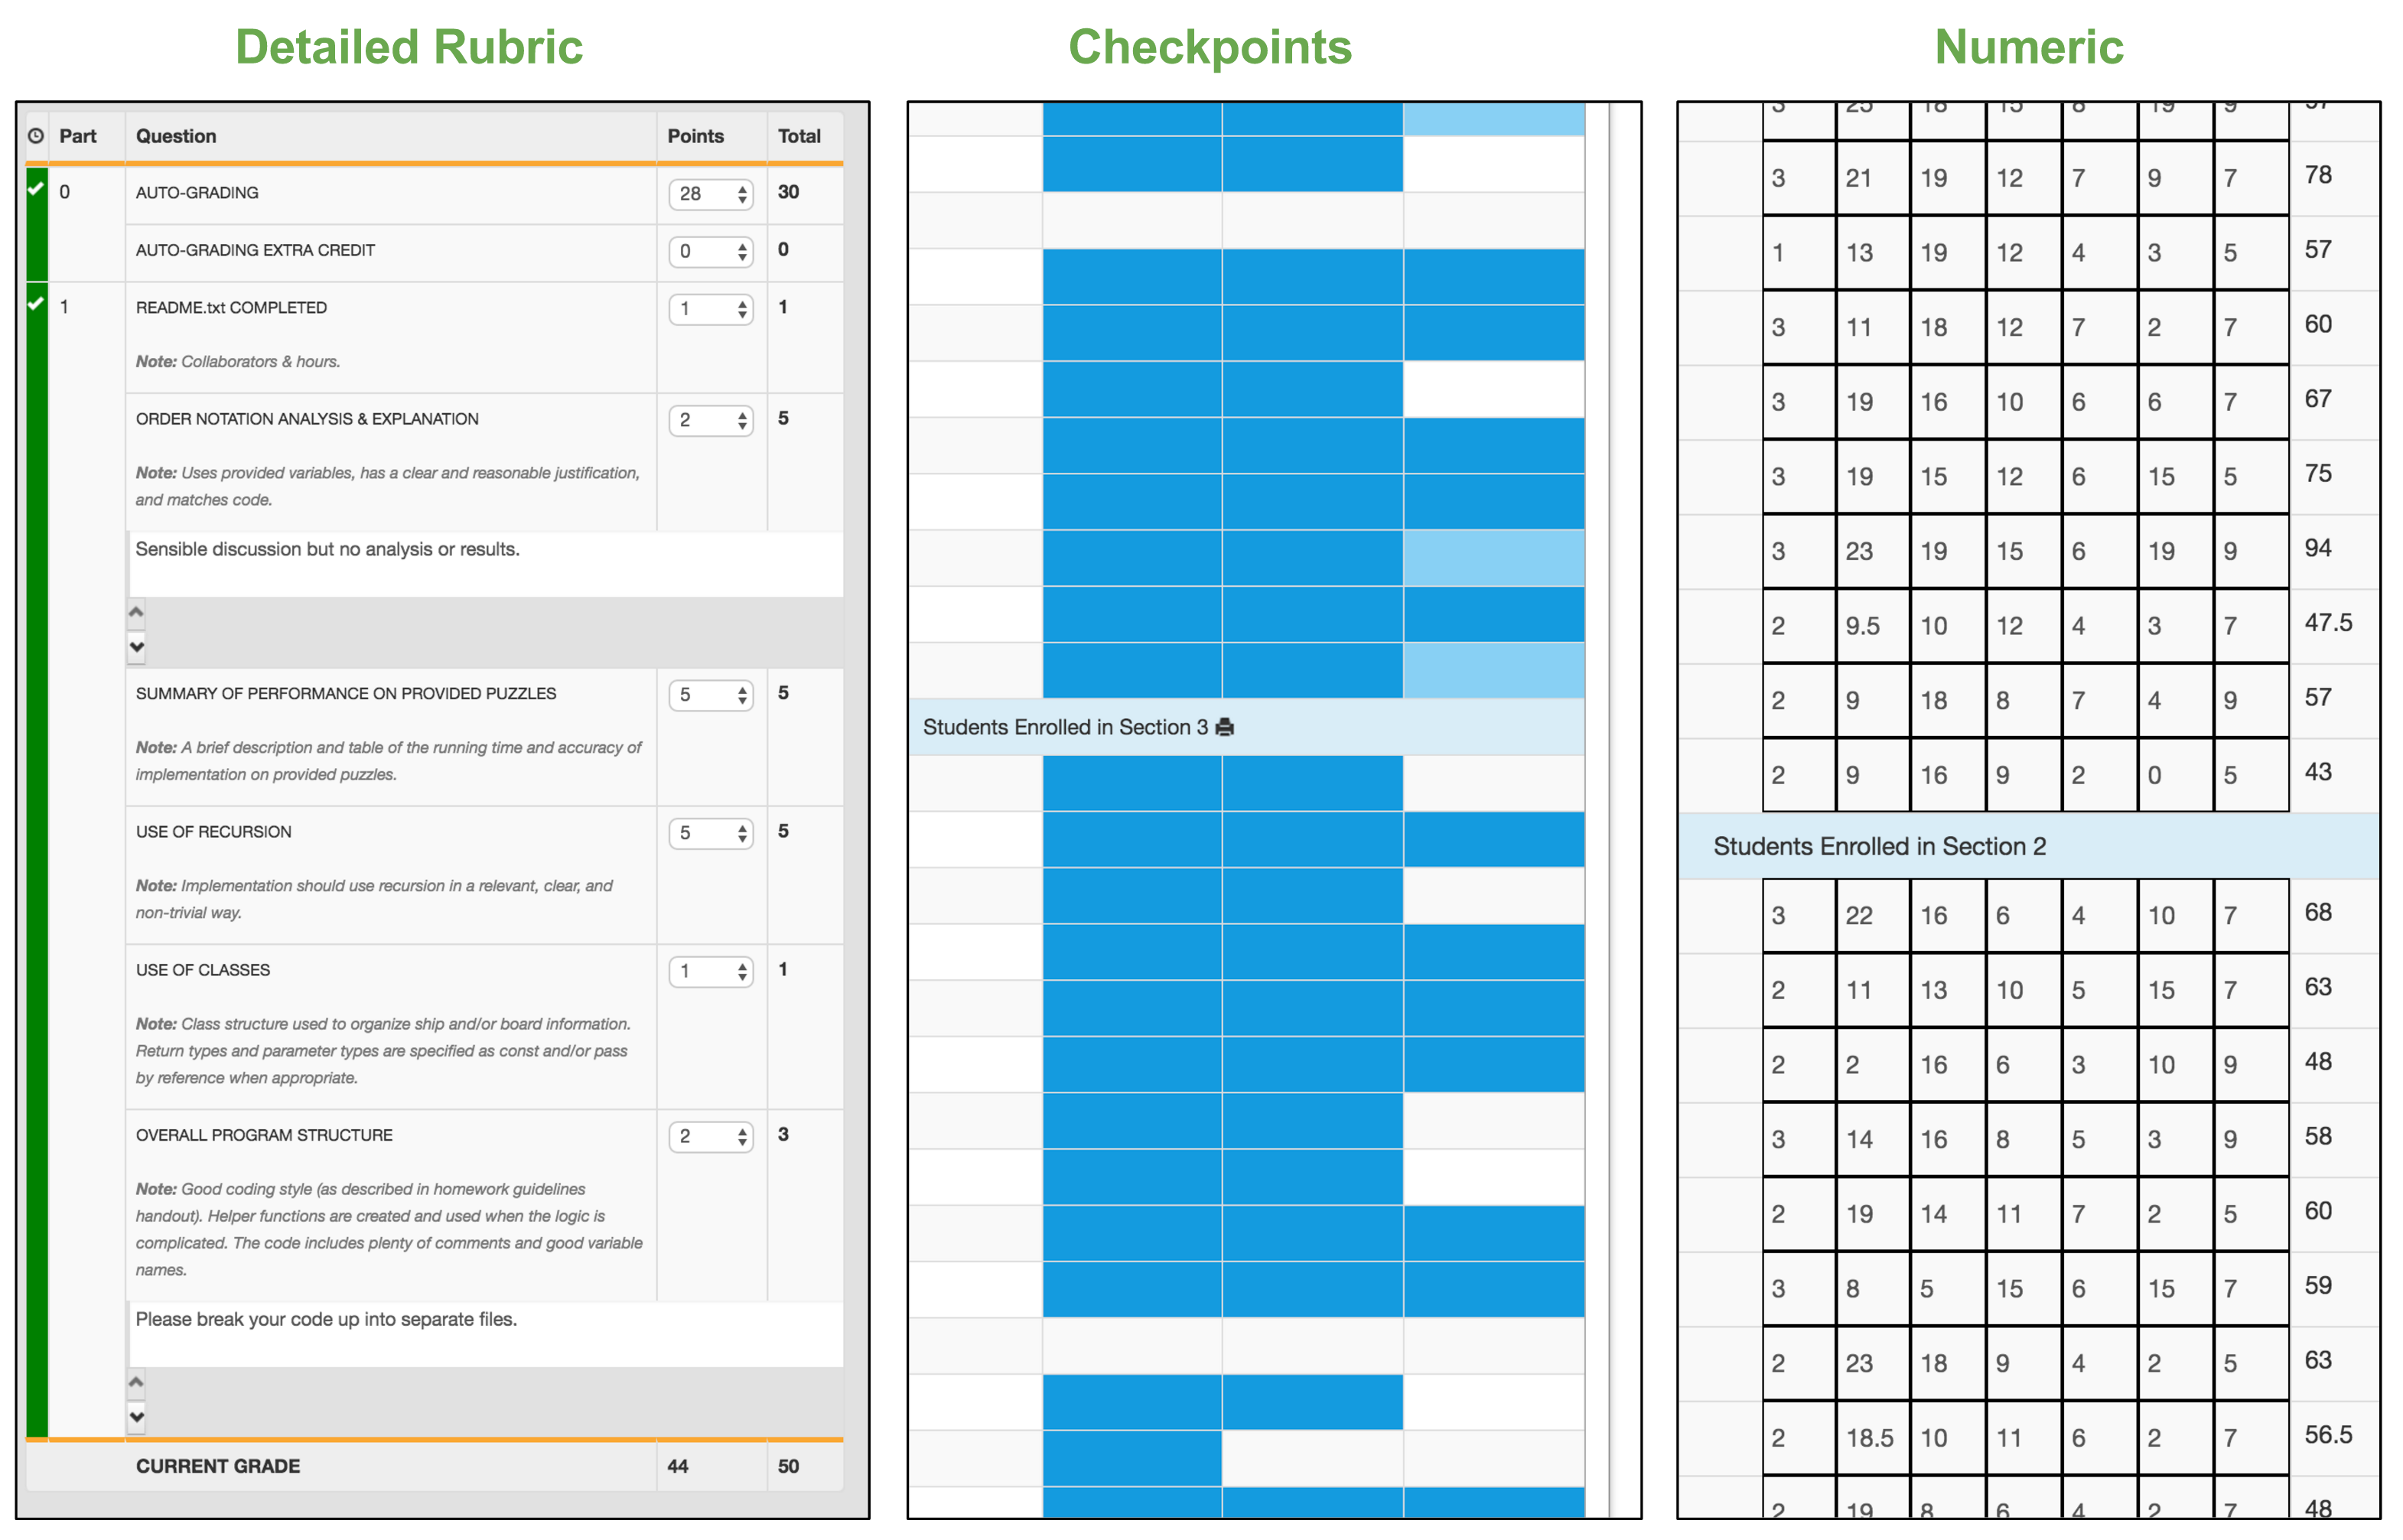 Detailed Rubric
Part Question Points Total
0 AUTO-GRADING 28 30
AUTO-GRADING EXTRA CREDIT 0 0
1 README.txt COMPLETED 1 1
Note: Collaborators & hours.
ORDER NOTATION ANALYSIS & EXPLANATION 2 5
Note: Uses provided variables, has a clear and reasonable justification,
and matches code.
Sensible discussion but no analysis or results.
SUMMARY OF PERFORMANCE ON PROVIDED PUZZLES 5 5
Note: A brief description and table of the running time and accuracy of
implementation on provided puzzles.
USE OF RECURSION 5 5
Note: Implementation should use recursion in a relevant, clear, and
non-trivial way.
USE OF CLASSES 1 1
Note: Class structure used to organize ship and/or board information.
Return types and parameter types are specified as const and/or pass
by reference when appropriate.
OVERALL PROGRAM STRUCTURE 2 3
Note: Good coding style (as described in homework guidelines
handout). Helper functions are created and used when the logic is
complicated. The code includes plenty of comments and good variable
names.
Please break your code up into separate files.
CURRENT GRADE 44 50
Checkpoints
Students Enrolled in Section 3
Numeric
3 25 18 15 8 19 9 97
3 21 19 12 7 9 7 78
1 13 19 12 4 3 5 57
3 11 18 12 7 2 7 60
3 19 16 10 6 6 7 67
3 19 15 12 6 15 5 75
3 23 19 15 6 19 9 94
2 9.5 10 12 4 3 7 47.5
2 9 18 8 7 4 9 57
2 9 16 9 2 0 5 43
Students Enrolled in Section 2
3 22 16 6 4 10 7 68
2 11 13 10 5 15 7 63
2 2 16 6 3 10 9 48
3 14 16 8 5 3 9 58
2 19 14 11 7 2 5 60
3 8 5 15 6 15 7 59
2 23 18 9 4 2 5 63
2 18.5 10 11 6 2 7 56.5
2 19 8 6 4 2 7 48